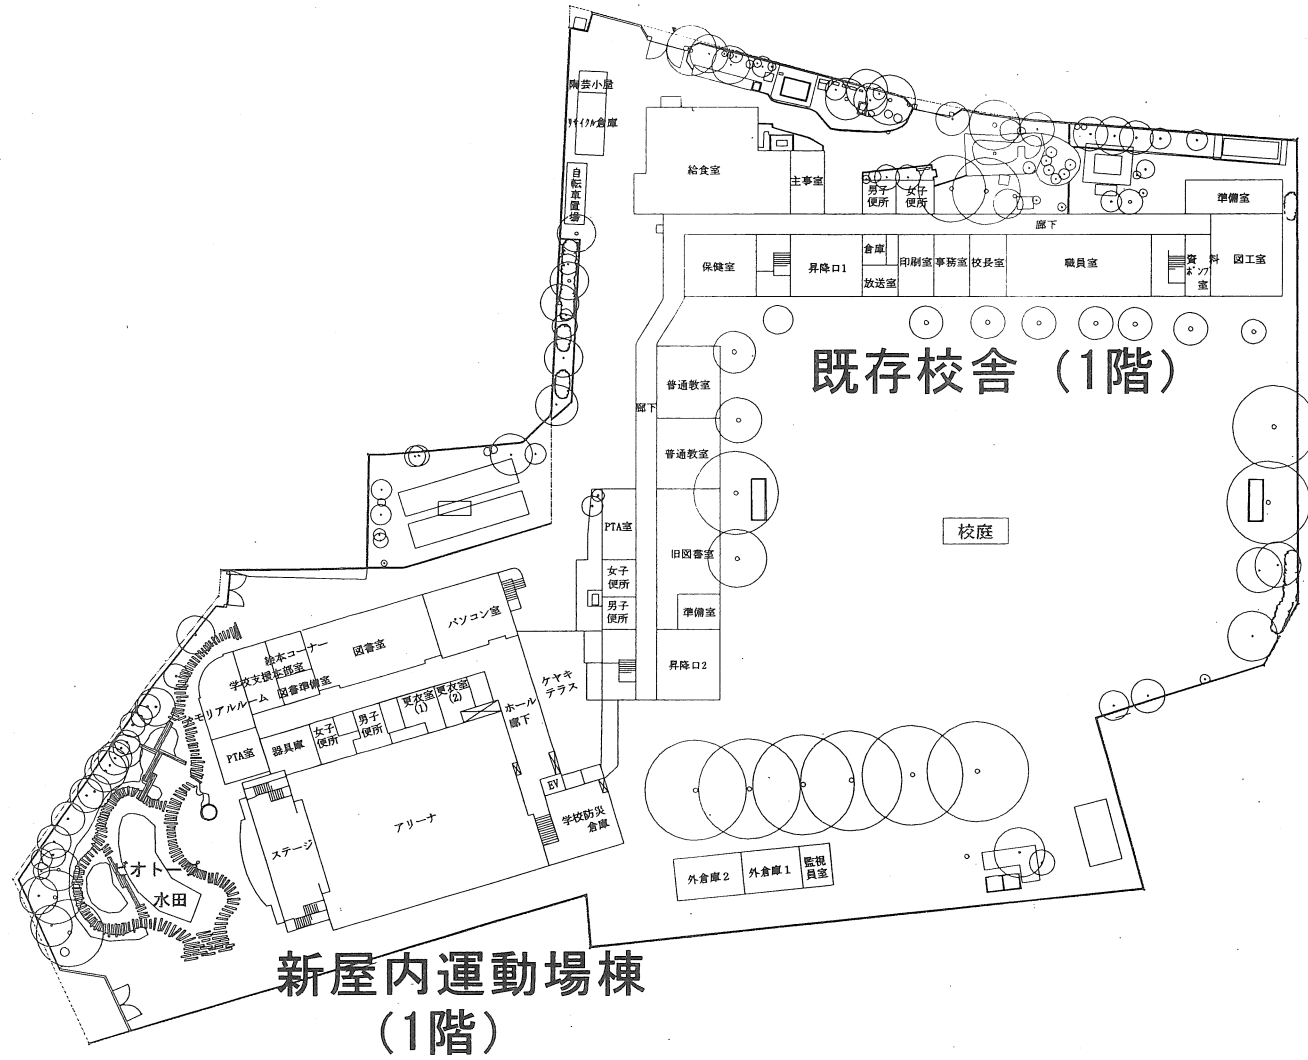 陶芸小屋
リサイクル倉庫
自転車置場
給食室
主事室
男子
便所
女子
便所
準備室
廊下
保健室
昇降口1
倉庫
放送室
印刷室
事務室
校長室
職員室
資料
ポンプ
室
図工室
既存校舎（1階）
普通教室
廊下
普通教室
PTA室
旧図書室
女子
便所
男子
便所
準備室
昇降口2
校庭
パソコン室
図書室
絵本コーナー
学校支援本部室
図書準備室
モリアルルーム
PTA室
器具庫
女子
便所
男子
便所
更衣室
(1)
更衣室
(2)
ホール
廊下
ケヤキ
テラス
EV
学校防災
倉庫
アリーナ
ステージ
水田
外倉庫2
外倉庫1
監視
員室
新屋内運動場棟
（1階）